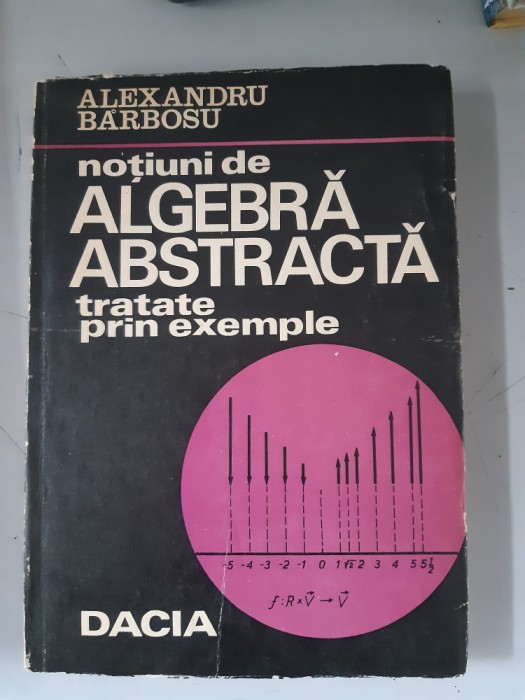 ALEXANDRU
BĂRBOSU
noțiuni de
ALGEBRĂ
ABSTRACTĂ
tratate
prin exemple
-5 -4 -3 -2 -1 0 1 √2 2 3 4 5 5½
f : R × V⃗ → V⃗
DACIA